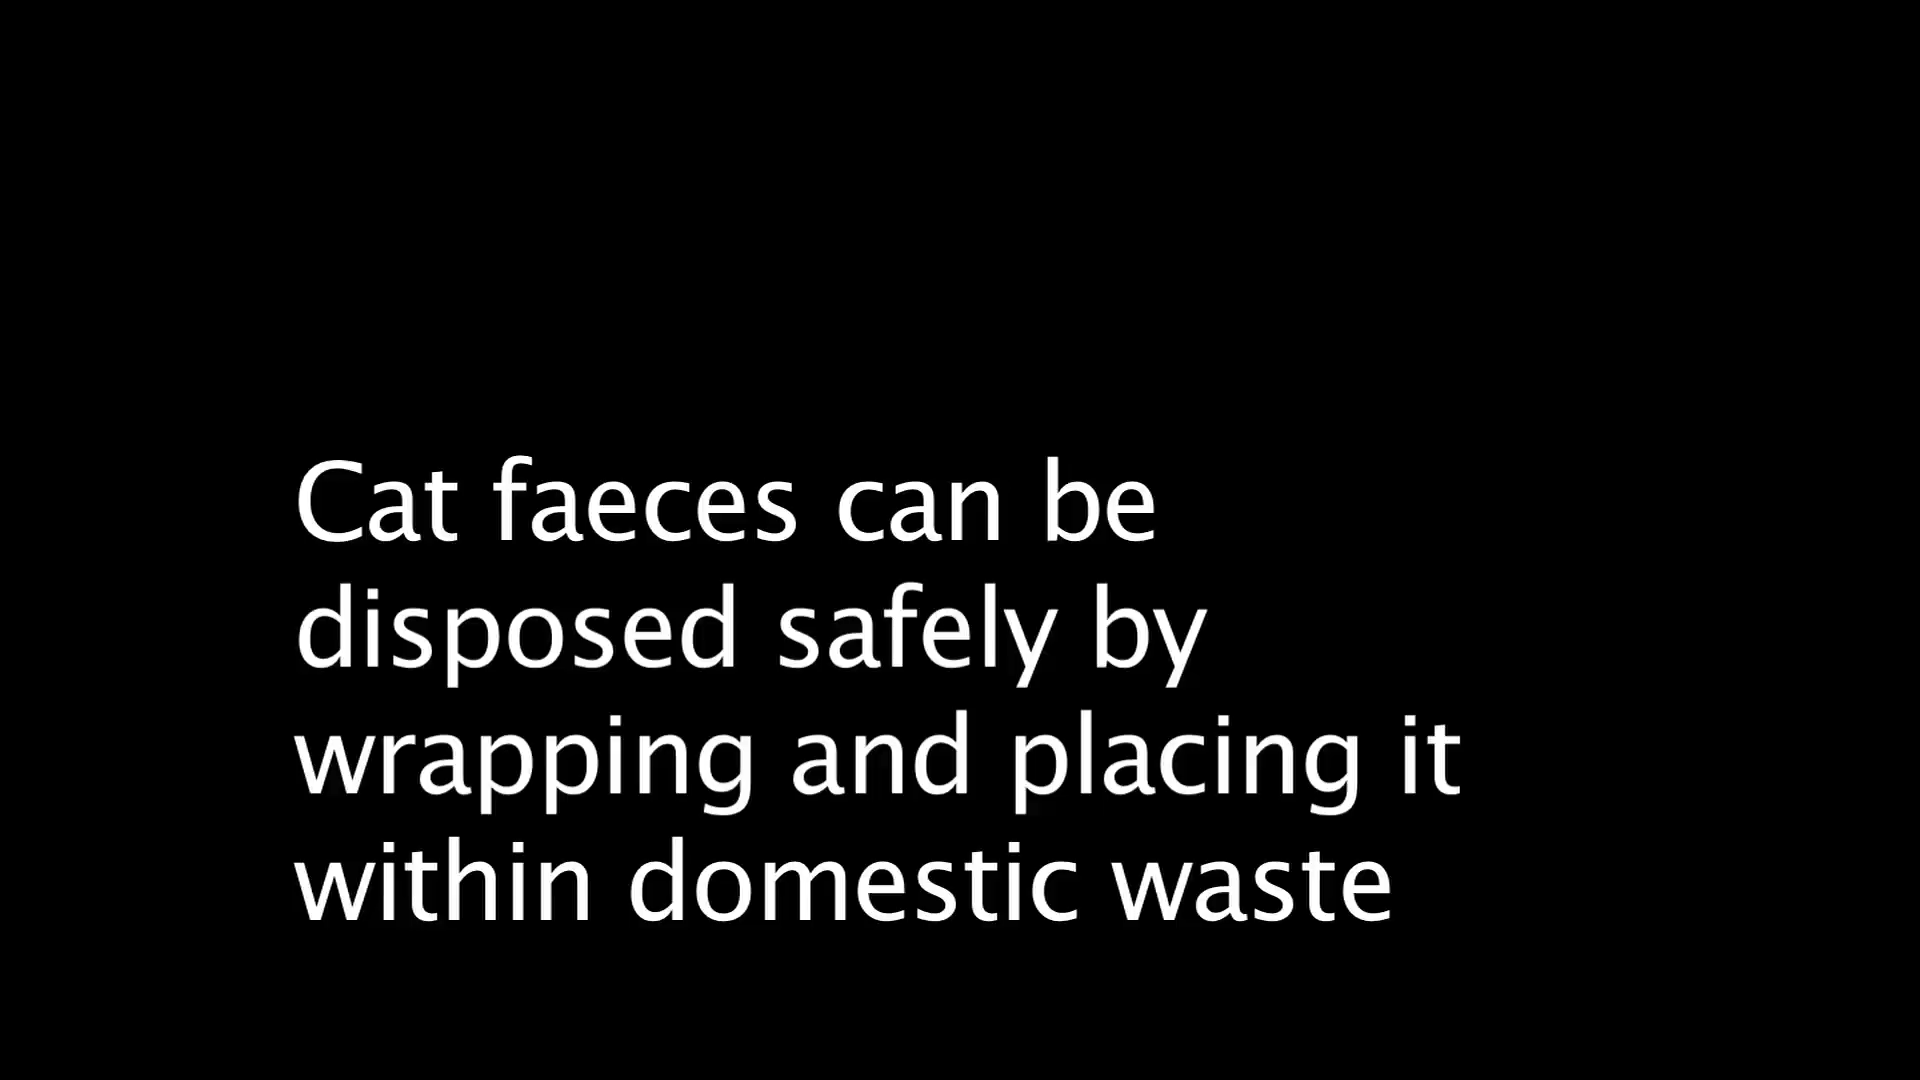 Cat faeces can be
disposed safely by
wrapping and placing it
within domestic waste